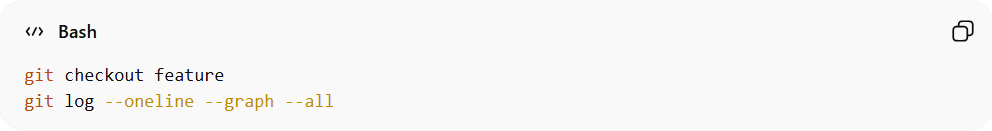 Bash
git checkout feature
git log --oneline --graph --all